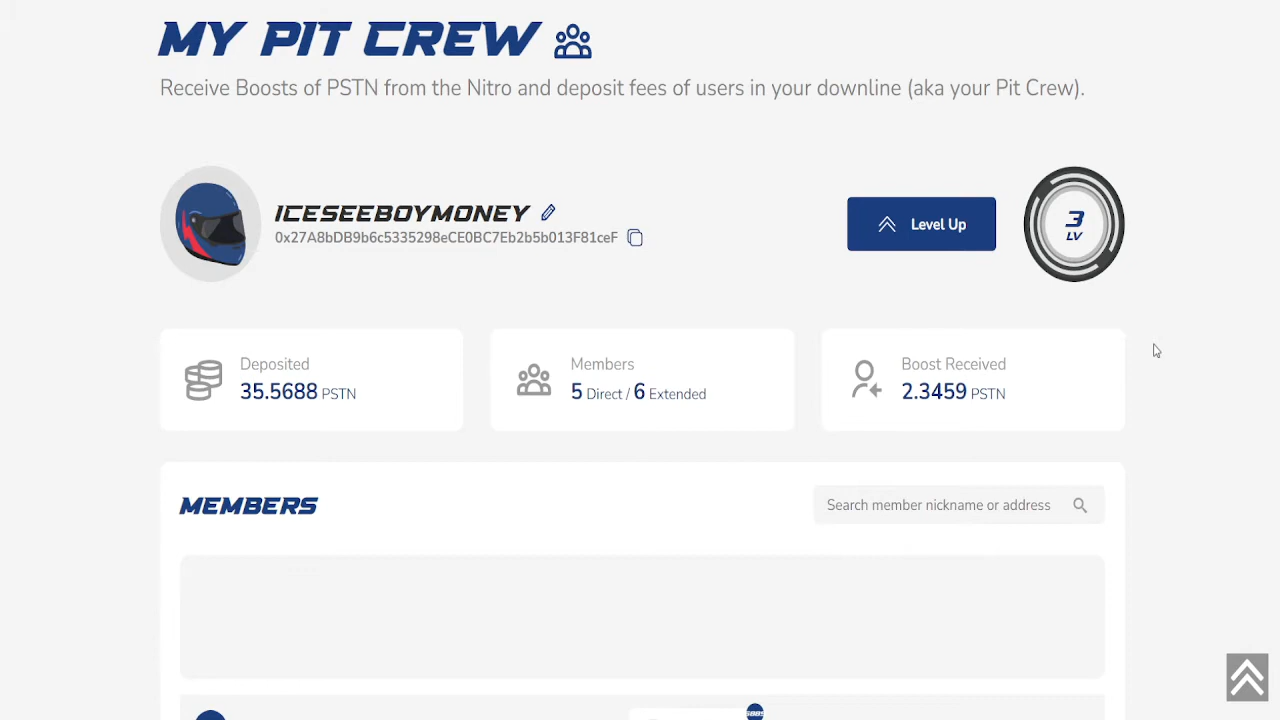 MY PIT CREW
Receive Boosts of PSTN from the Nitro and deposit fees of users in your downline (aka your Pit Crew).
ICESEEBOYMONEY
0x27A8bDB9b6c5335298eCE0BC7Eb2b5b013F81ceF
Level Up
3
LV
Deposited
35.5688 PSTN
Members
5 Direct / 6 Extended
Boost Received
2.3459 PSTN
MEMBERS
Search member nickname or address